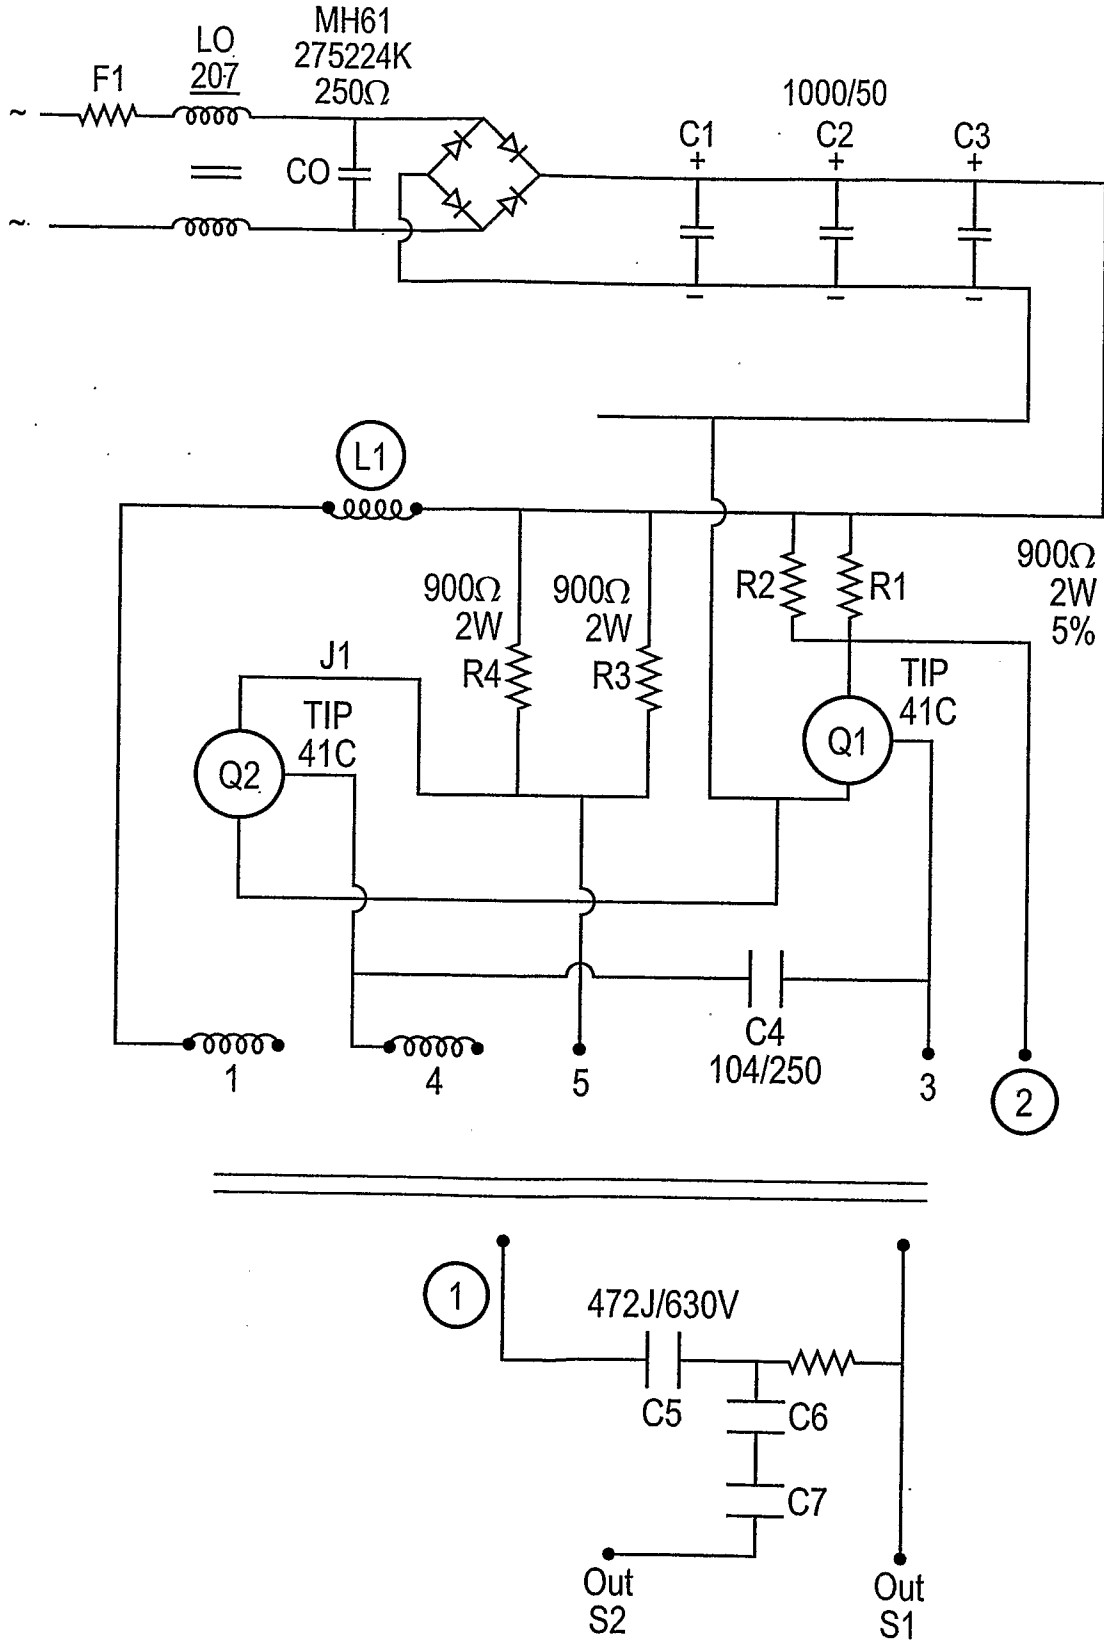 F1
LO
207
MH61
275224K
250Ω
~
~
CO
1000/50
C1
C2
C3
+
+
+
−
−
−
L1
900Ω
2W
R4
900Ω
2W
R3
R2
R1
900Ω
2W
5%
J1
TIP
41C
Q2
TIP
41C
Q1
C4
104/250
1
4
5
3
2
1
472J/630V
C5
C6
C7
Out
S2
Out
S1